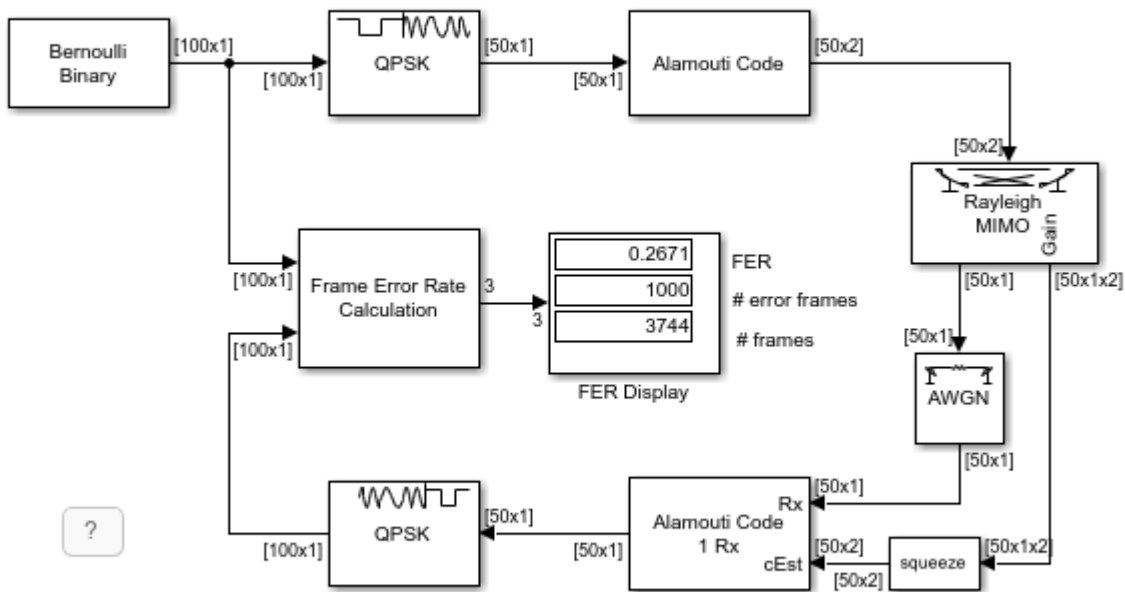 Bernoulli
Binary
[100x1]
[100x1]
QPSK
[50x1]
[50x1]
Alamouti Code
[50x2]
[50x2]
Rayleigh
MIMO
Gain
[50x1]
[50x1x2]
[100x1]
Frame Error Rate
Calculation
[100x1]
3
3
0.2671
FER
1000
# error frames
3744
# frames
FER Display
[50x1]
AWGN
[50x1]
?
QPSK
[100x1]
[50x1]
[50x1]
Alamouti Code
1 Rx
Rx
cEst
[50x1]
[50x2]
[50x2]
squeeze
[50x1x2]